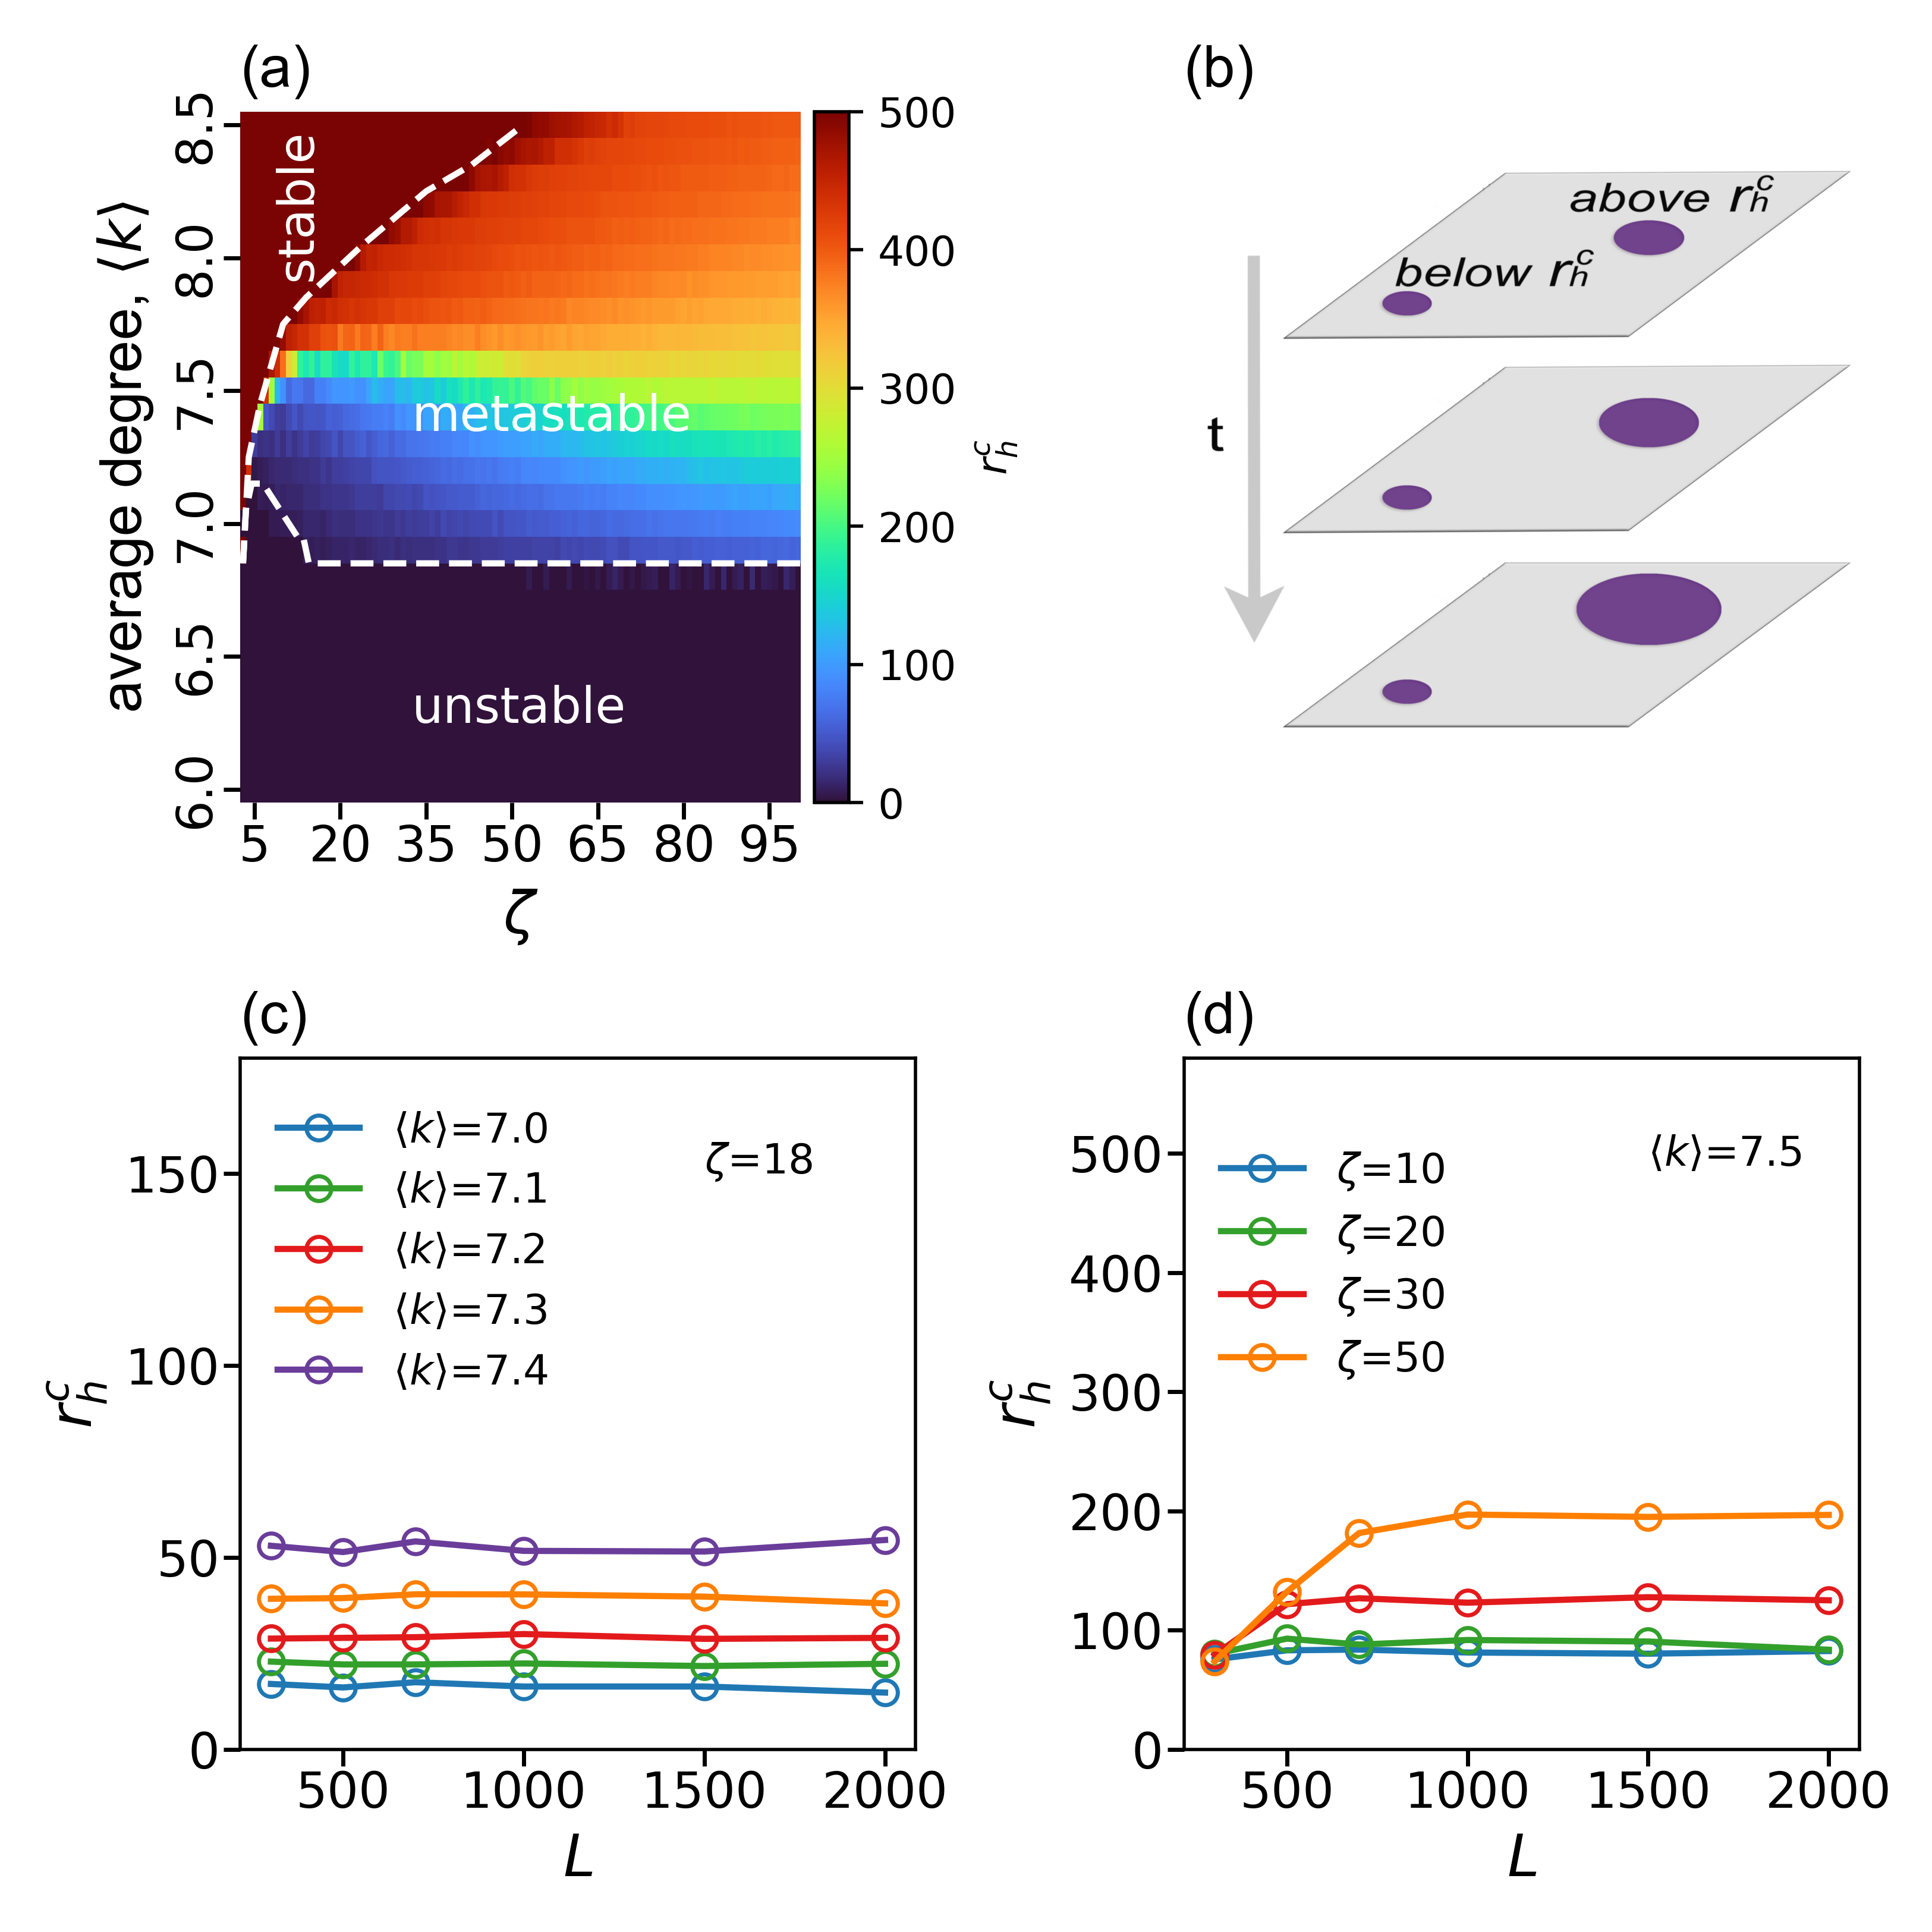 (a)
average degree, ⟨k⟩
8.5
8.0
7.5
7.0
6.5
6.0
stable
metastable
unstable
5 20 35 50 65 80 95
ζ
500
400
300
200
100
0
r_h^c
(b)
above r_h^c
below r_h^c
t
(c)
⟨k⟩=7.0
⟨k⟩=7.1
⟨k⟩=7.2
⟨k⟩=7.3
⟨k⟩=7.4
ζ=18
150
100
50
0
r_h^c
500 1000 1500 2000
L
(d)
ζ=10
ζ=20
ζ=30
ζ=50
⟨k⟩=7.5
500
400
300
200
100
0
r_h^c
500 1000 1500 2000
L